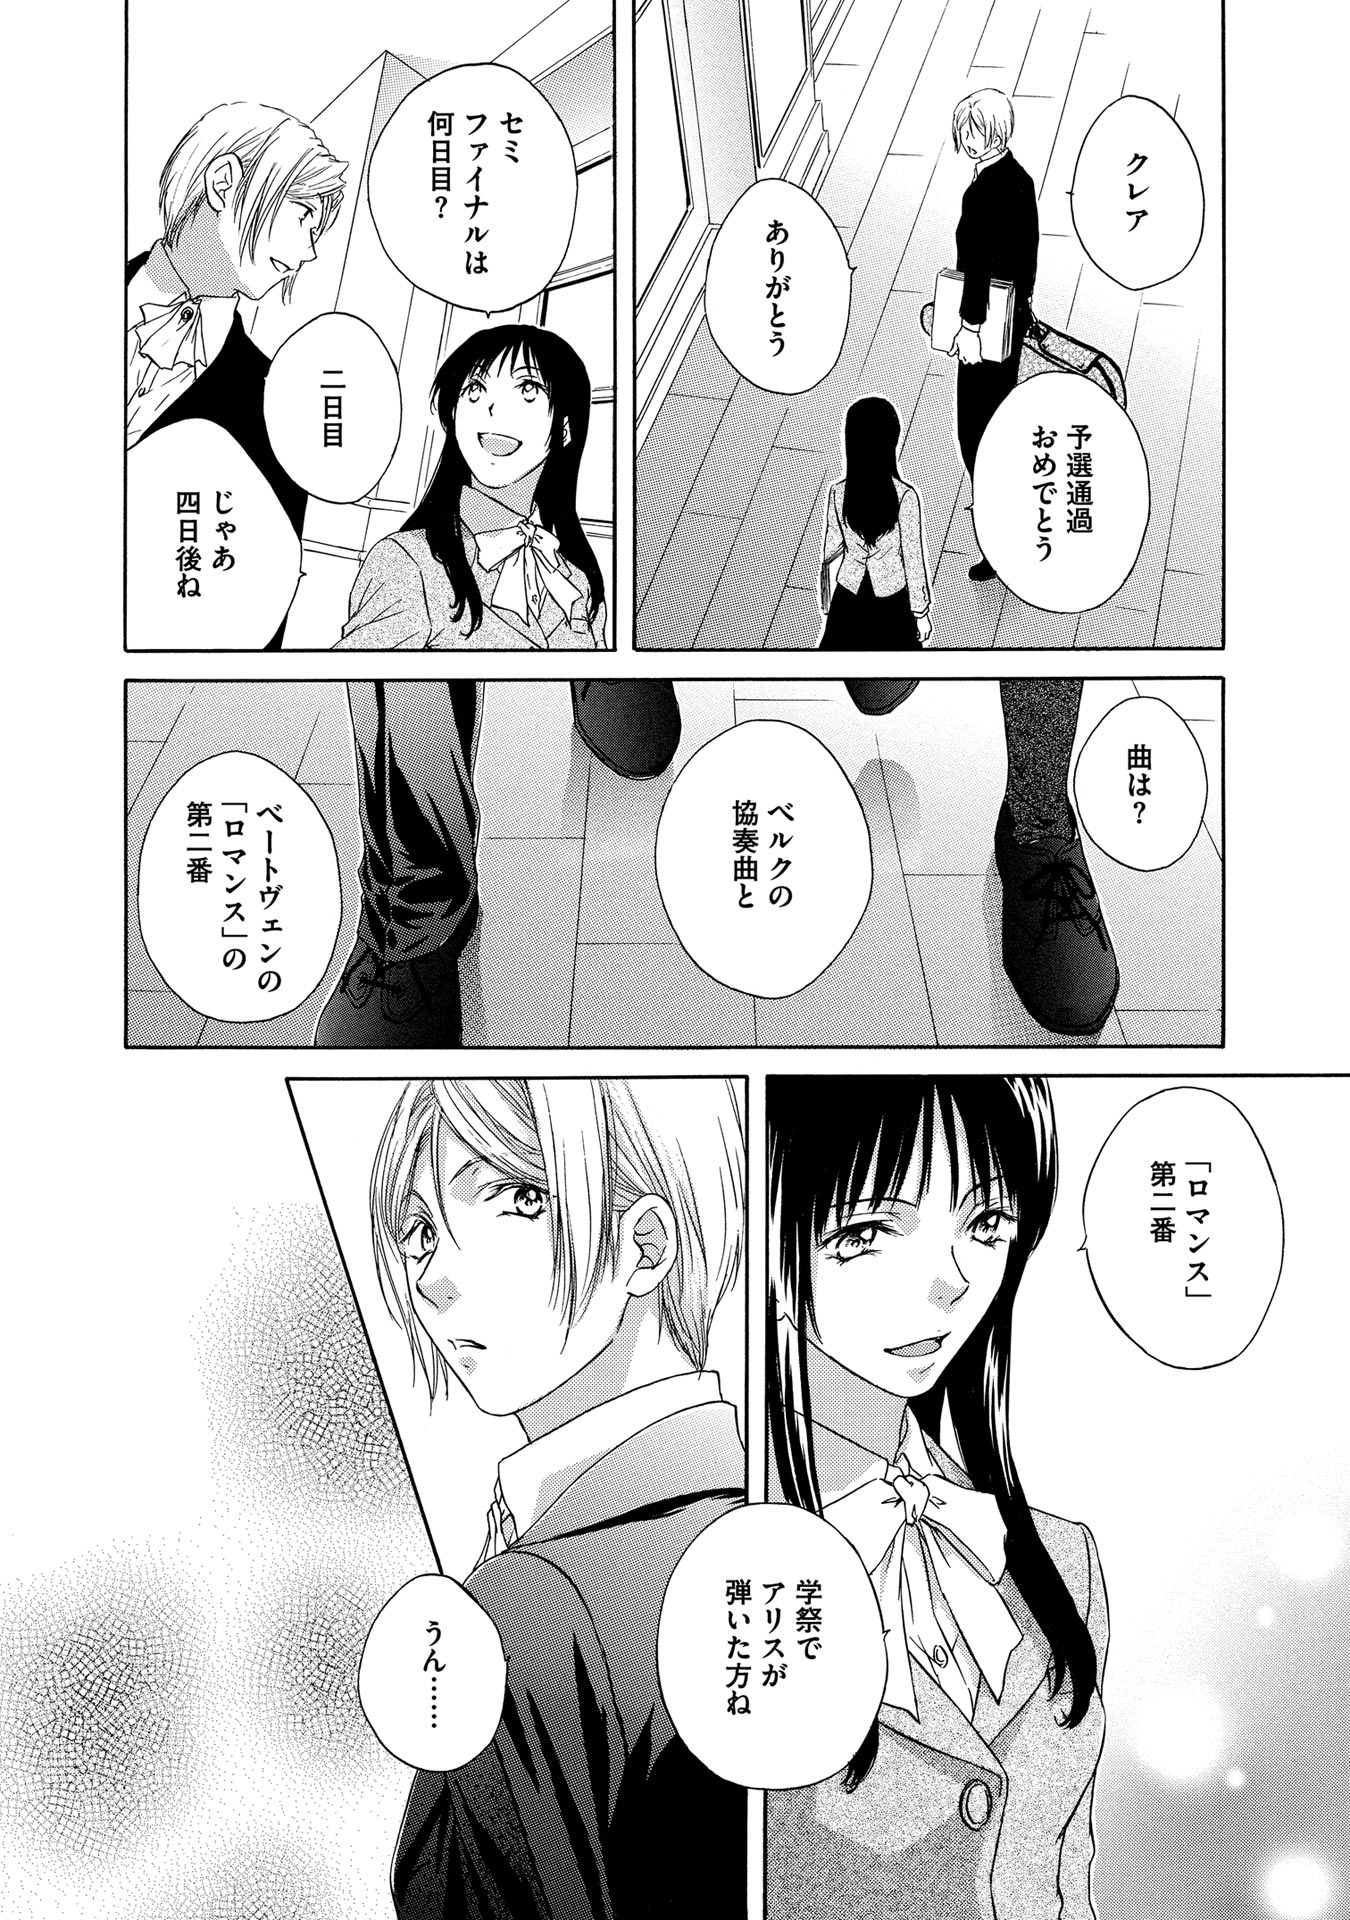 クレア
予選通過
おめでとう
ありがとう
セミ
ファイナルは
何日目？
二日目
じゃあ
四日後ね
曲は？
ベルクの
協奏曲と
ベートヴェンの
「ロマンス」の
第二番
「ロマンス」
第二番
学祭で
アリスが
弾いた方ね
うん……